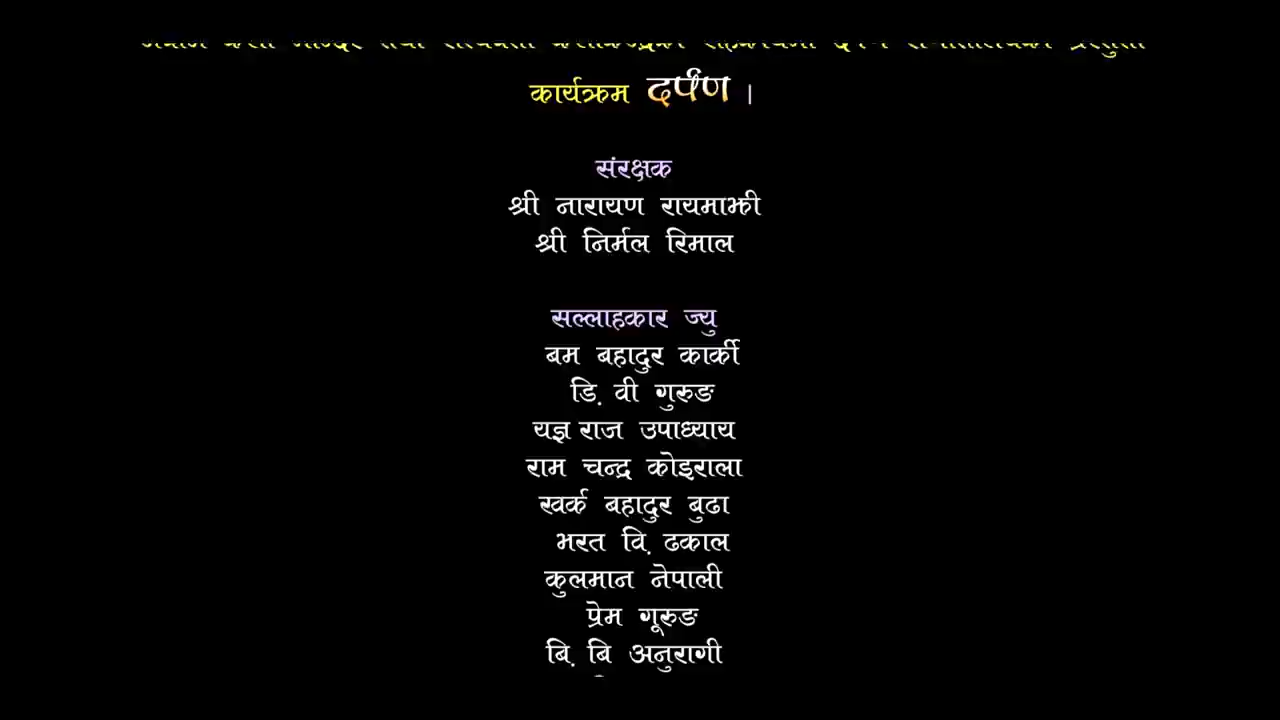 कार्यक्रम दर्पण ।
संरक्षक
श्री नारायण रायमाझी
श्री निर्मल रिमाल
सल्लाहकार ज्यु
बम बहादुर कार्की
डि. वी गुरुङ
यज्ञ राज उपाध्याय
राम चन्द्र कोइराला
खर्क बहादुर बुढा
भरत वि. ढकाल
कुलमान नेपाली
प्रेम गूरुङ
बि. बि अनुरागी